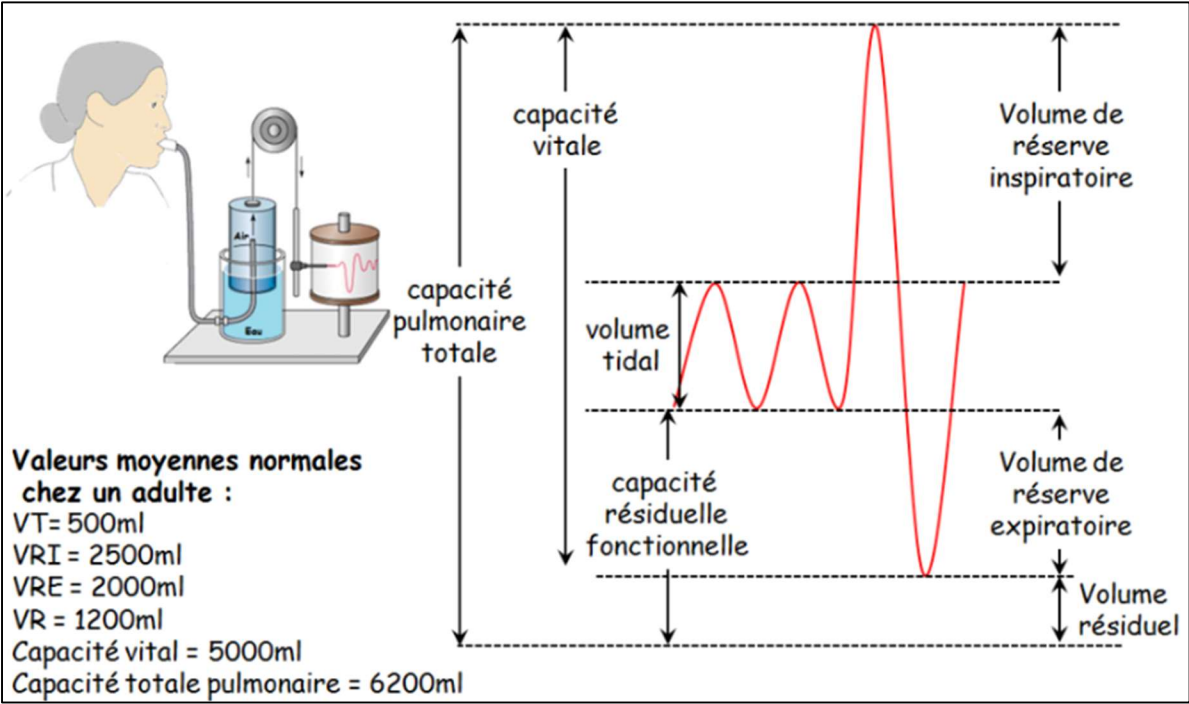 capacité
vitale
Volume de
réserve
inspiratoire
Air
Eau
capacité
pulmonaire
totale
volume
tidal
capacité
résiduelle
fonctionnelle
Volume de
réserve
expiratoire
Volume
résiduel
Valeurs moyennes normales
chez un adulte :
VT= 500ml
VRI = 2500ml
VRE = 2000ml
VR = 1200ml
Capacité vital = 5000ml
Capacité totale pulmonaire = 6200ml